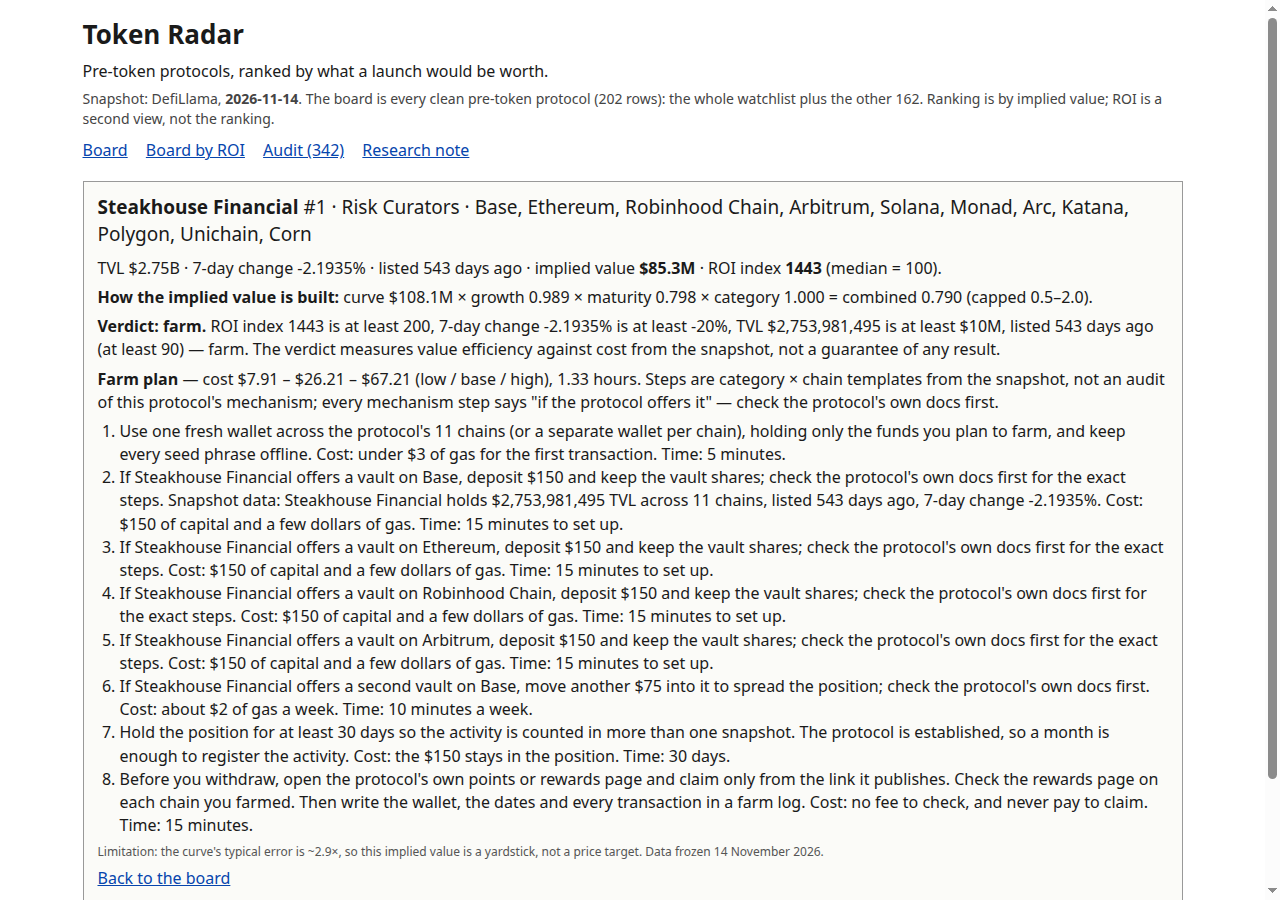 Token Radar
Pre-token protocols, ranked by what a launch would be worth.
Snapshot: DefiLlama, 2026-11-14. The board is every clean pre-token protocol (202 rows): the whole watchlist plus the other 162. Ranking is by implied value; ROI is a
second view, not the ranking.
Board Board by ROI Audit (342) Research note
Steakhouse Financial #1 · Risk Curators · Base, Ethereum, Robinhood Chain, Arbitrum, Solana, Monad, Arc, Katana,
Polygon, Unichain, Corn
TVL $2.75B · 7-day change -2.1935% · listed 543 days ago · implied value $85.3M · ROI index 1443 (median = 100).
How the implied value is built: curve $108.1M × growth 0.989 × maturity 0.798 × category 1.000 = combined 0.790 (capped 0.5–2.0).
Verdict: farm. ROI index 1443 is at least 200, 7-day change -2.1935% is at least -20%, TVL $2,753,981,495 is at least $10M, listed 543 days ago
(at least 90) — farm. The verdict measures value efficiency against cost from the snapshot, not a guarantee of any result.
Farm plan — cost $7.91 – $26.21 – $67.21 (low / base / high), 1.33 hours. Steps are category × chain templates from the snapshot, not an audit
of this protocol's mechanism; every mechanism step says "if the protocol offers it" — check the protocol's own docs first.
1. Use one fresh wallet across the protocol's 11 chains (or a separate wallet per chain), holding only the funds you plan to farm, and keep
every seed phrase offline. Cost: under $3 of gas for the first transaction. Time: 5 minutes.
2. If Steakhouse Financial offers a vault on Base, deposit $150 and keep the vault shares; check the protocol's own docs first for the exact
steps. Snapshot data: Steakhouse Financial holds $2,753,981,495 TVL across 11 chains, listed 543 days ago, 7-day change -2.1935%. Cost:
$150 of capital and a few dollars of gas. Time: 15 minutes to set up.
3. If Steakhouse Financial offers a vault on Ethereum, deposit $150 and keep the vault shares; check the protocol's own docs first for the exact
steps. Cost: $150 of capital and a few dollars of gas. Time: 15 minutes to set up.
4. If Steakhouse Financial offers a vault on Robinhood Chain, deposit $150 and keep the vault shares; check the protocol's own docs first for
the exact steps. Cost: $150 of capital and a few dollars of gas. Time: 15 minutes to set up.
5. If Steakhouse Financial offers a vault on Arbitrum, deposit $150 and keep the vault shares; check the protocol's own docs first for the exact
steps. Cost: $150 of capital and a few dollars of gas. Time: 15 minutes to set up.
6. If Steakhouse Financial offers a second vault on Base, move another $75 into it to spread the position; check the protocol's own docs first.
Cost: about $2 of gas a week. Time: 10 minutes a week.
7. Hold the position for at least 30 days so the activity is counted in more than one snapshot. The protocol is established, so a month is
enough to register the activity. Cost: the $150 stays in the position. Time: 30 days.
8. Before you withdraw, open the protocol's own points or rewards page and claim only from the link it publishes. Check the rewards page on
each chain you farmed. Then write the wallet, the dates and every transaction in a farm log. Cost: no fee to check, and never pay to claim.
Time: 15 minutes.
Limitation: the curve's typical error is ~2.9×, so this implied value is a yardstick, not a price target. Data frozen 14 November 2026.
Back to the board